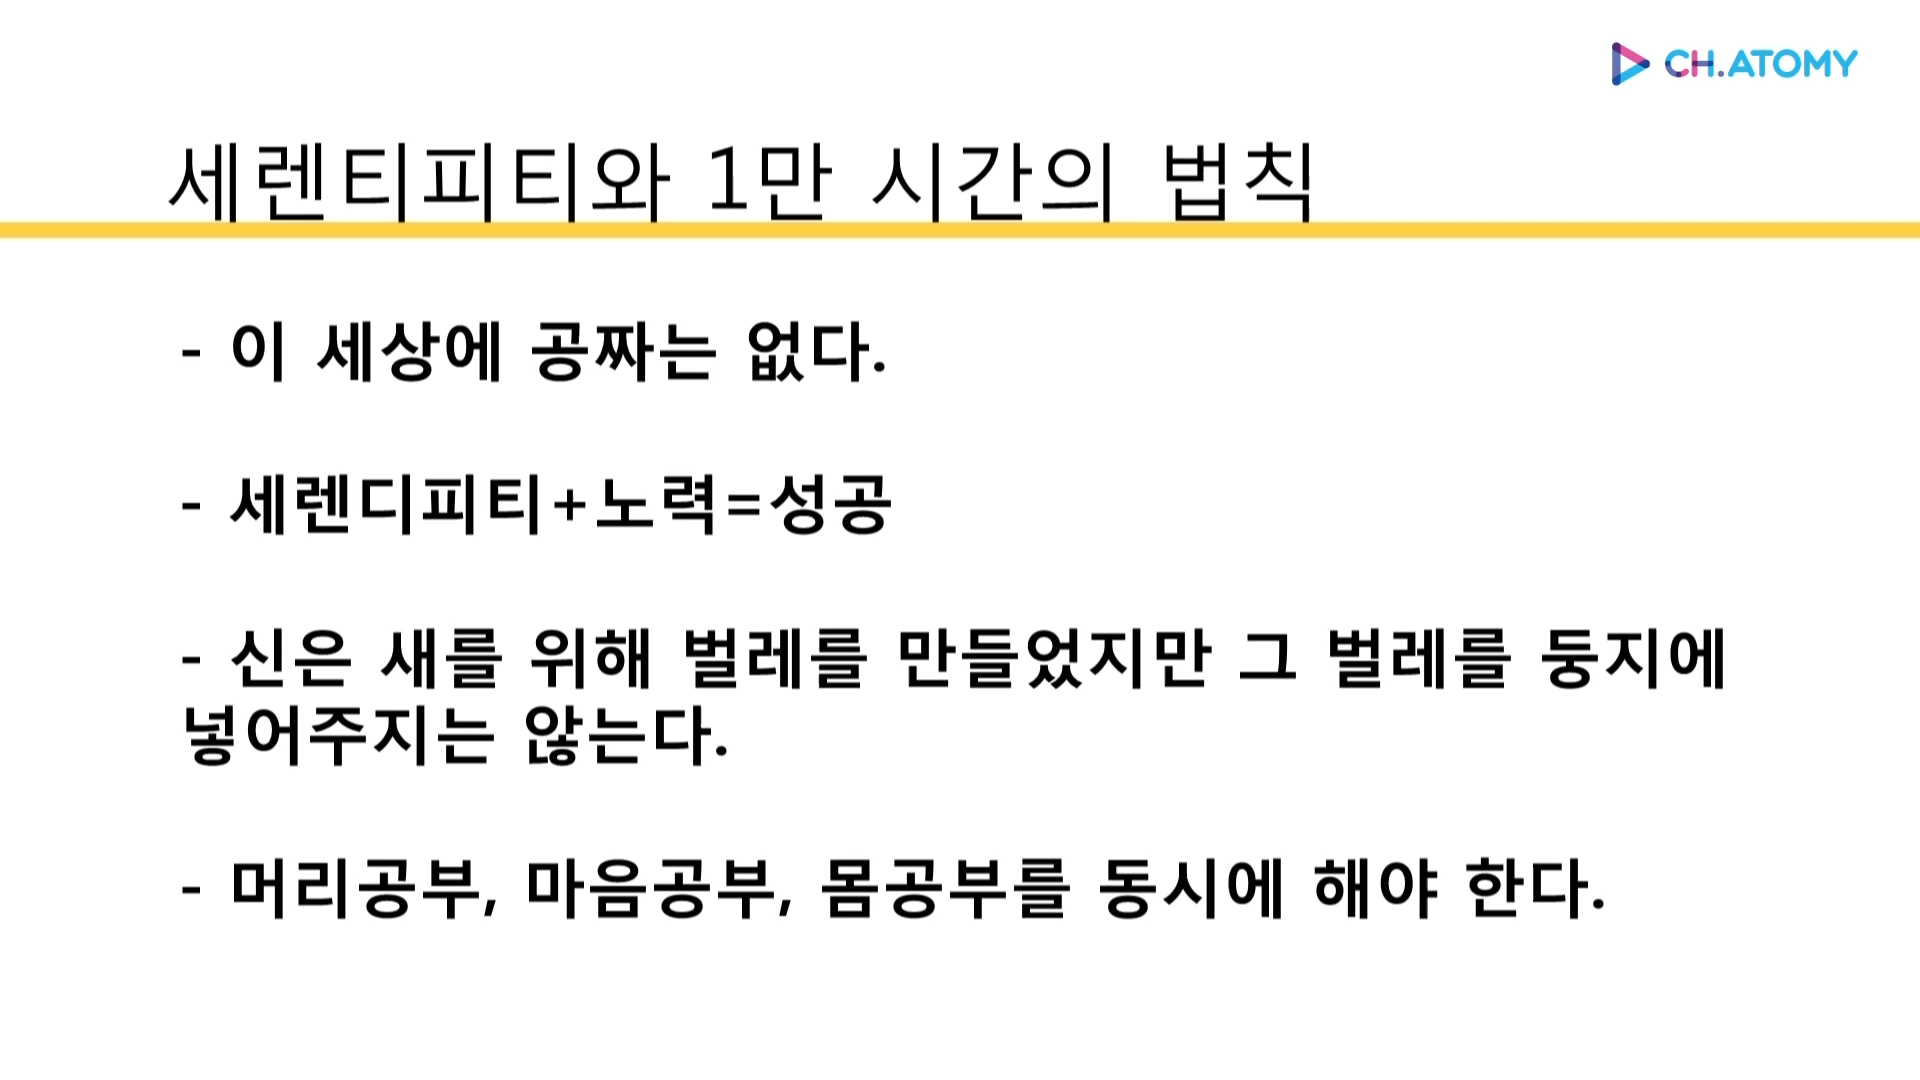 CH.ATOMY
세렌티피티와 1만 시간의 법칙
- 이 세상에 공짜는 없다.
- 세렌디피티+노력=성공
- 신은 새를 위해 벌레를 만들었지만 그 벌레를 둥지에
넣어주지는 않는다.
- 머리공부, 마음공부, 몸공부를 동시에 해야 한다.